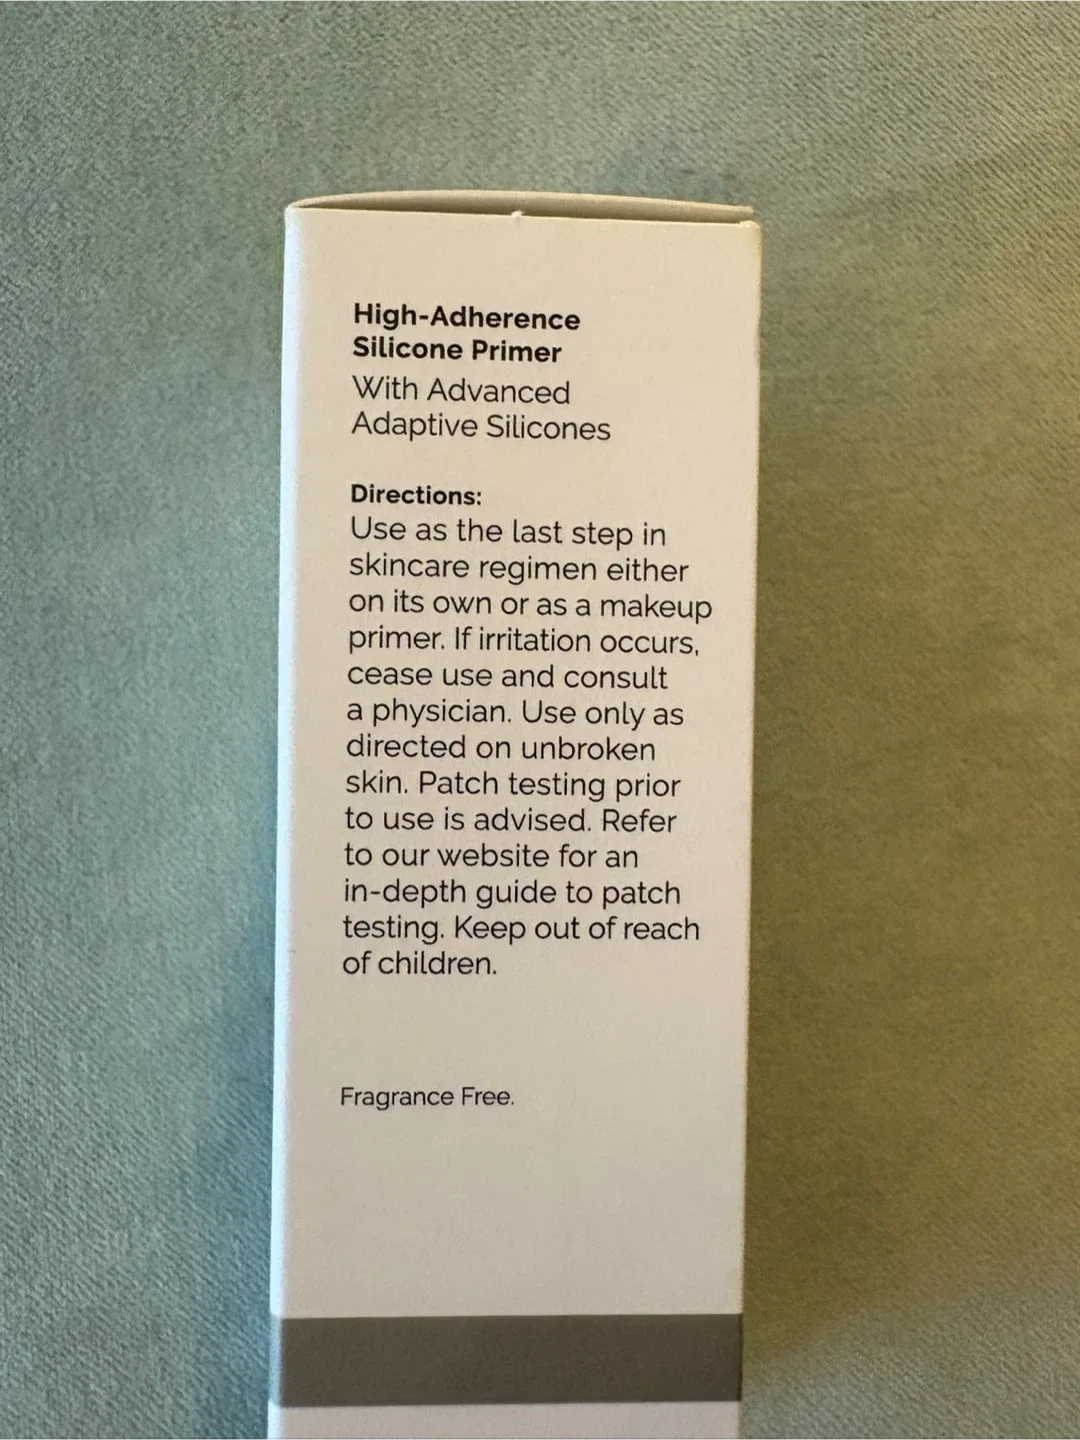 High-Adherence
Silicone Primer
With Advanced
Adaptive Silicones
Directions:
Use as the last step in
skincare regimen either
on its own or as a makeup
primer. If irritation occurs,
cease use and consult
a physician. Use only as
directed on unbroken
skin. Patch testing prior
to use is advised. Refer
to our website for an
in-depth guide to patch
testing. Keep out of reach
of children.
Fragrance Free.